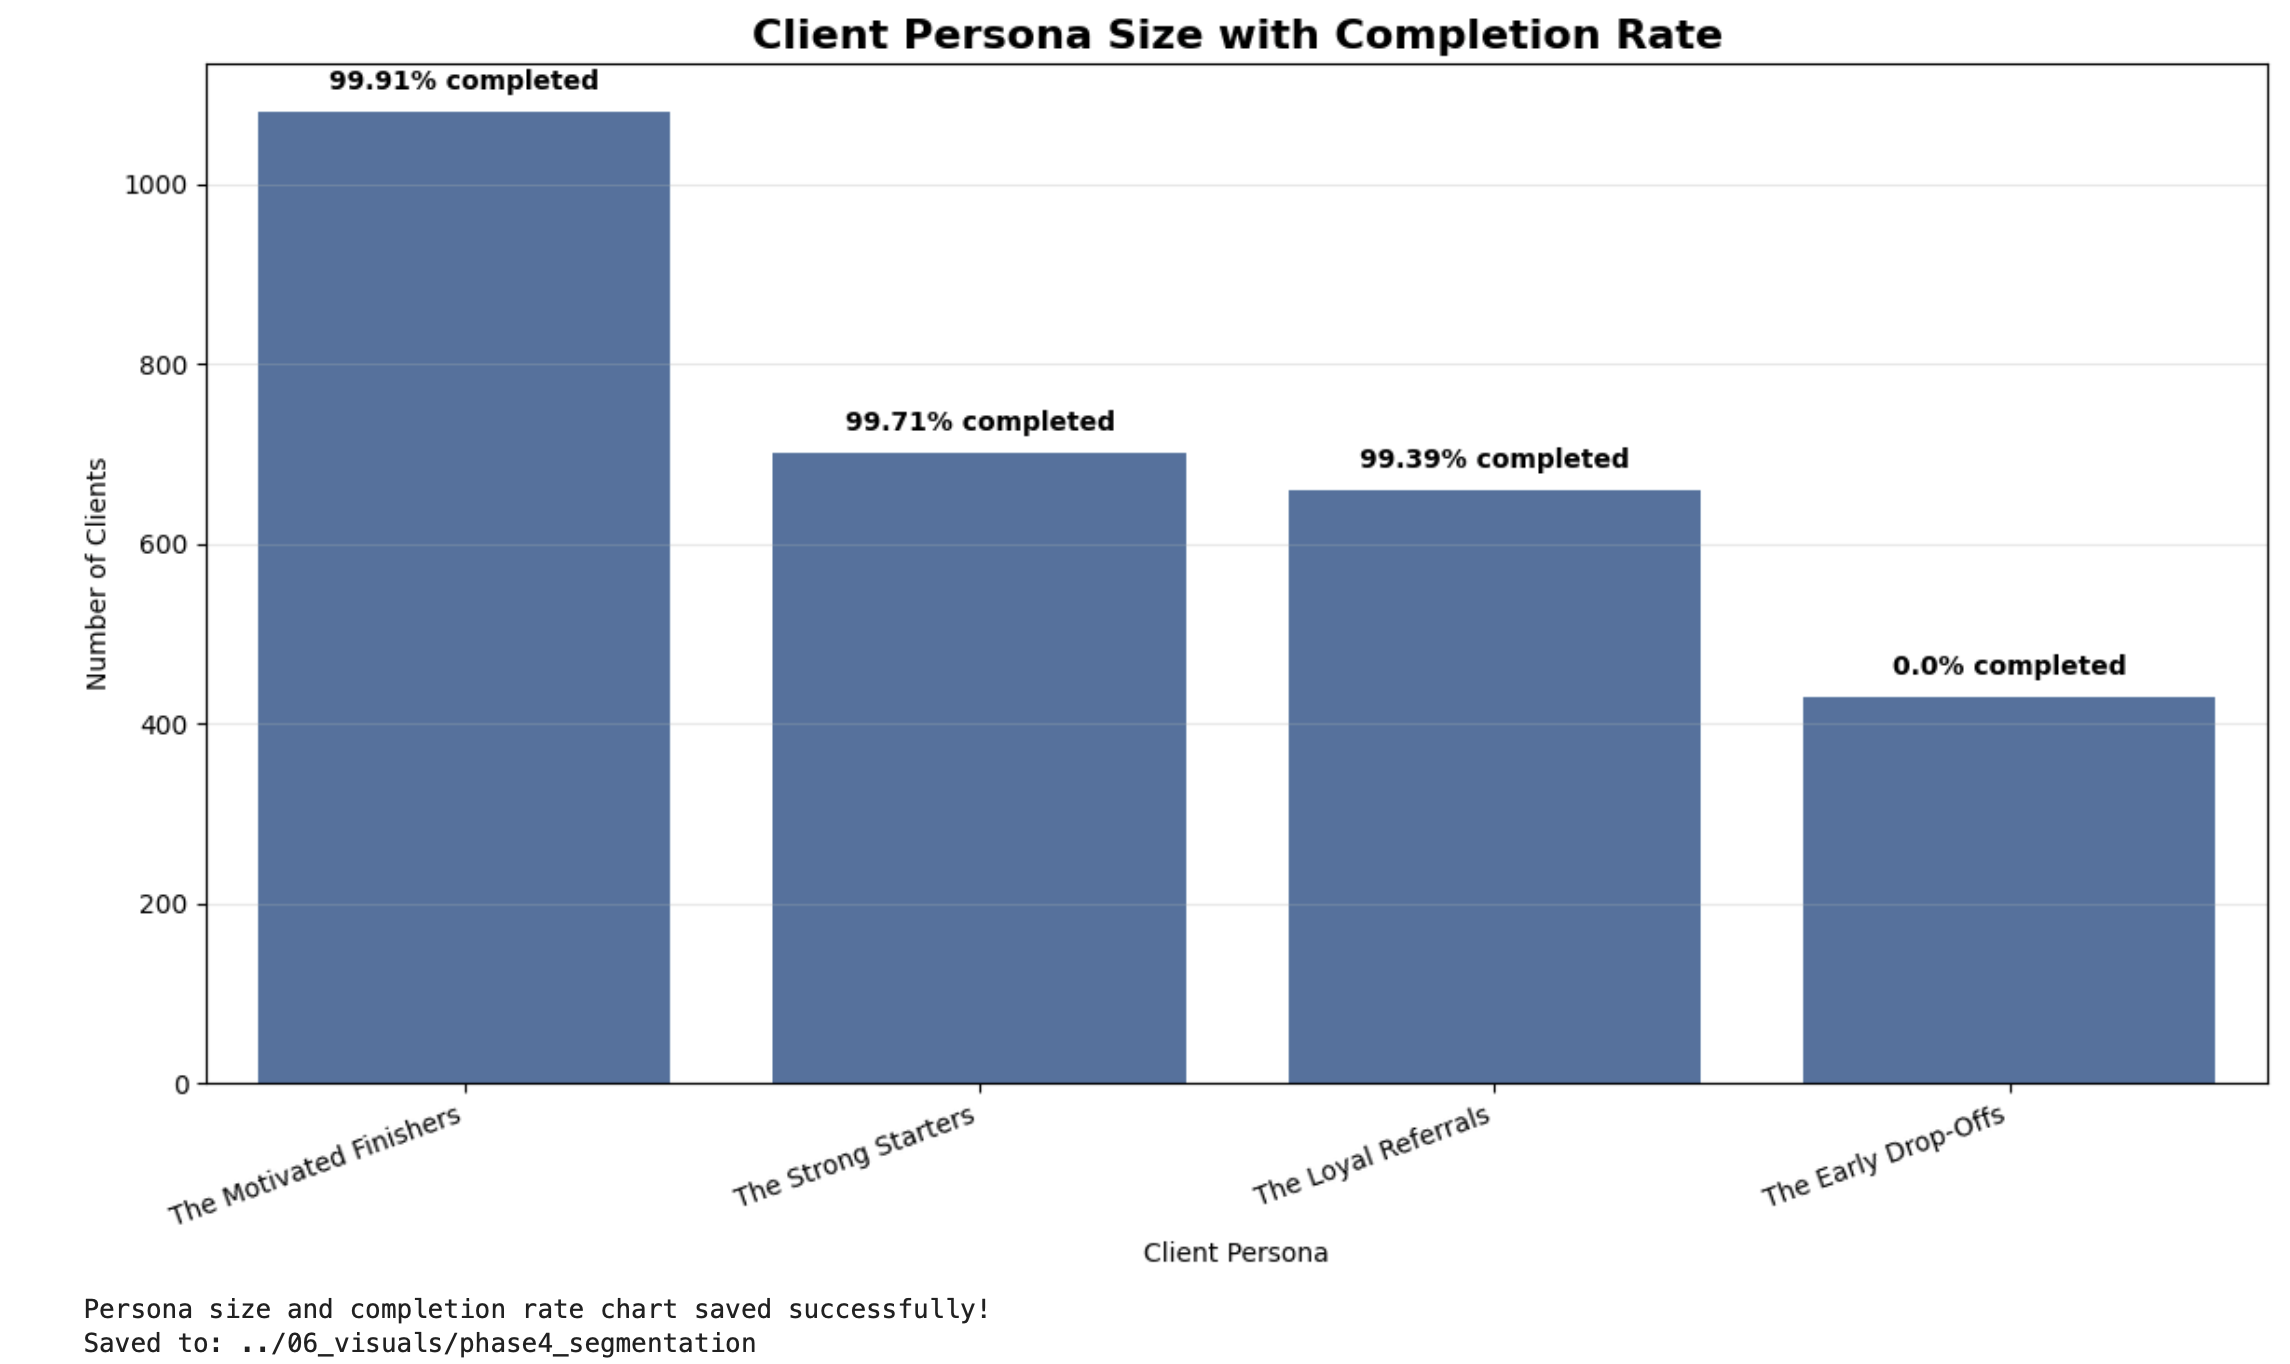 Client Persona Size with Completion Rate
99.91% completed
99.71% completed
99.39% completed
0.0% completed
Number of Clients
1000
800
600
400
200
0
The Motivated Finishers
The Strong Starters
The Loyal Referrals
The Early Drop-Offs
Client Persona
Persona size and completion rate chart saved successfully!
Saved to: ../06_visuals/phase4_segmentation